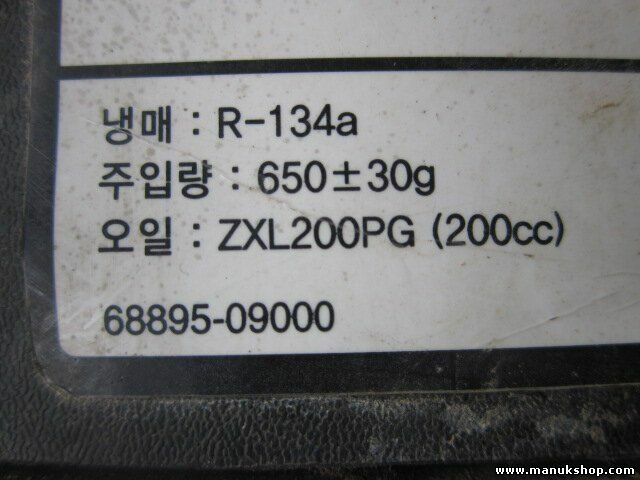 냉매 : R-134a
주입량 : 650±30g
오일 : ZXL200PG (200cc)
68895-09000
www.manukshop.com